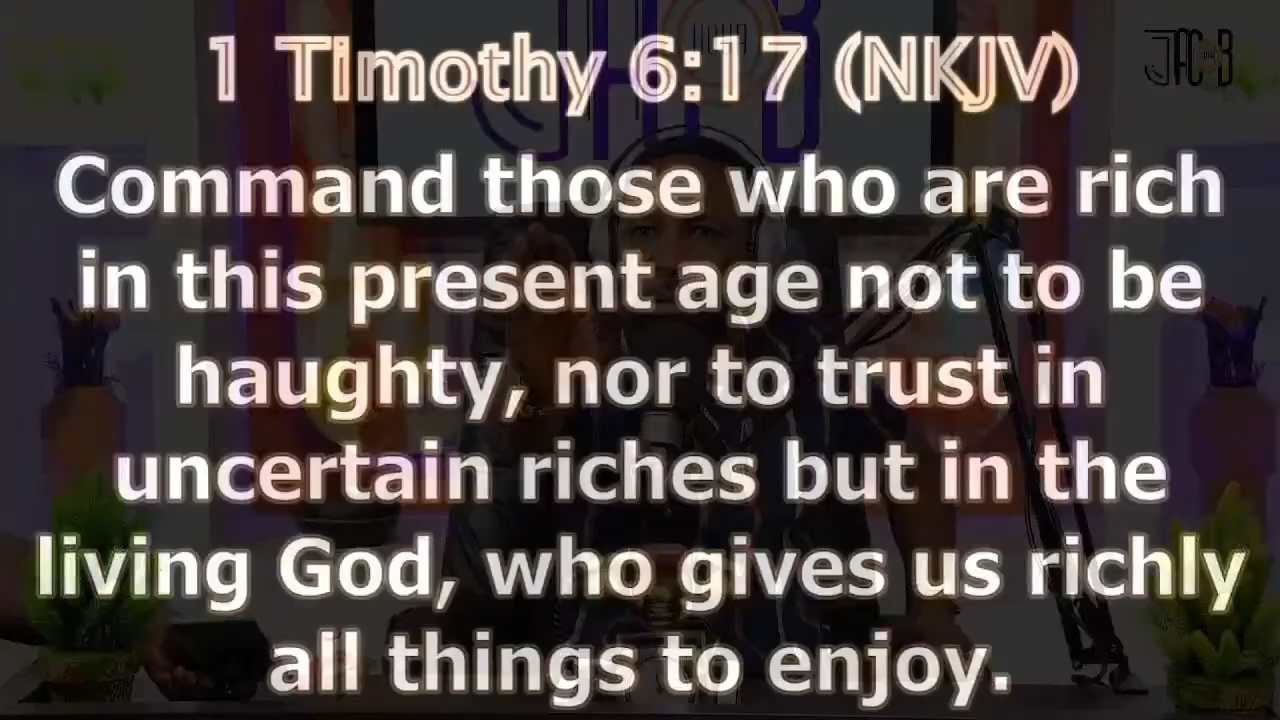 1 Timothy 6:17 (NKJV)
JACOB
Command those who are rich
in this present age not to be
haughty, nor to trust in
uncertain riches but in the
living God, who gives us richly
all things to enjoy.